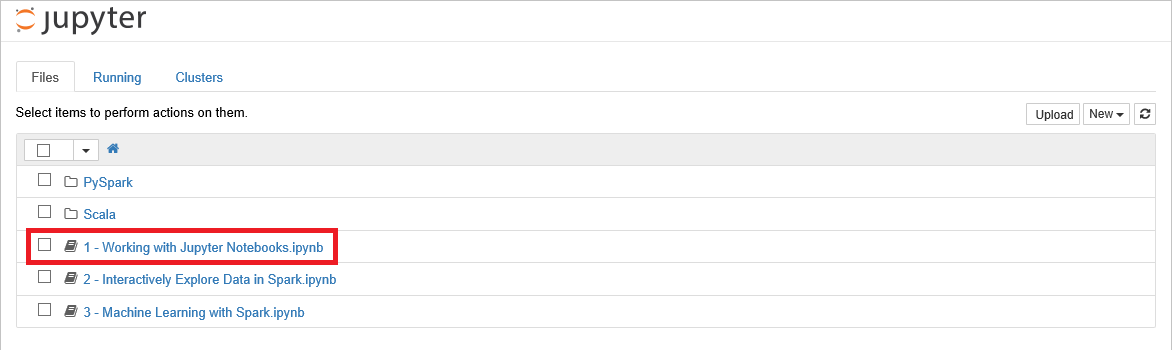 jupyter
Files Running Clusters
Select items to perform actions on them. Upload New
PySpark
Scala
1 - Working with Jupyter Notebooks.ipynb
2 - Interactively Explore Data in Spark.ipynb
3 - Machine Learning with Spark.ipynb